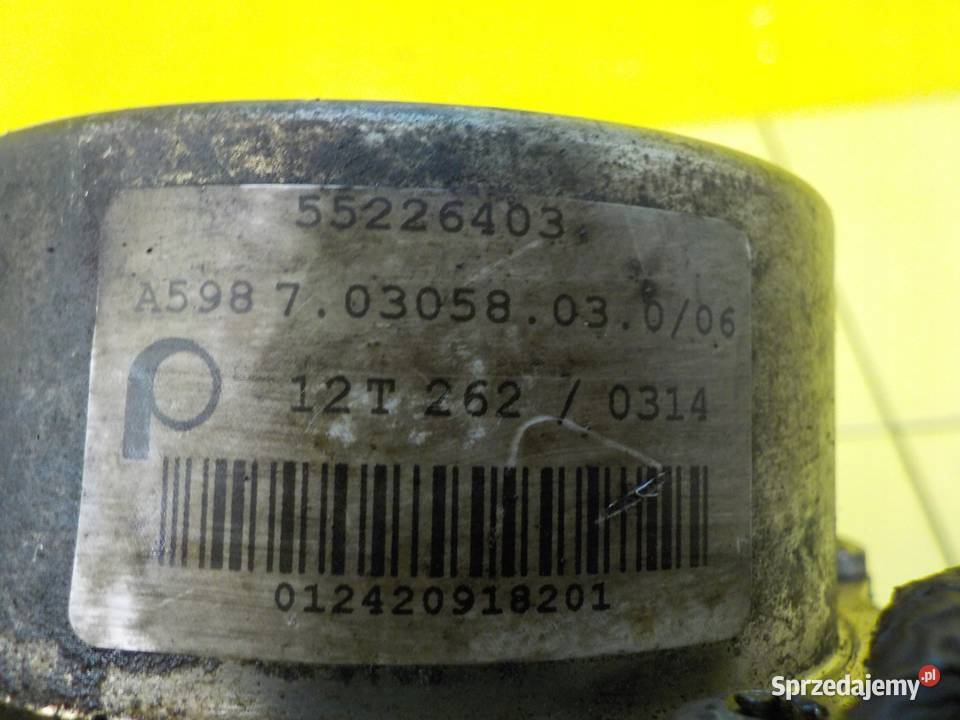 55226403
A598 7.03058.03.0/06
12T 262 / 0314
012420918201
Sprzedajemy.pl